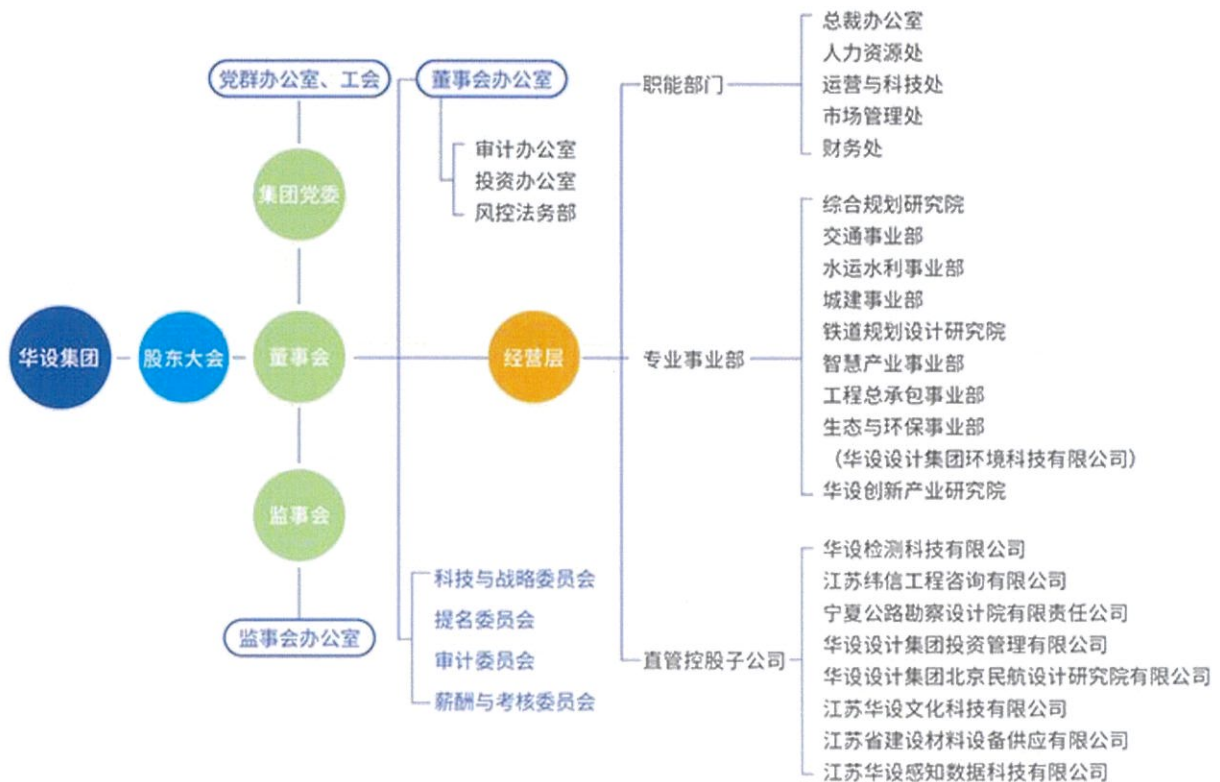 华设集团
股东大会
党群办公室、工会
集团党委
董事会
监事会
监事会办公室
董事会办公室
审计办公室
投资办公室
风控法务部
科技与战略委员会
提名委员会
审计委员会
薪酬与考核委员会
经营层
职能部门
总裁办公室
人力资源处
运营与科技处
市场管理处
财务处
专业事业部
综合规划研究院
交通事业部
水运水利事业部
城建事业部
铁道规划设计研究院
智慧产业事业部
工程总承包事业部
生态与环保事业部
（华设设计集团环境科技有限公司）
华设创新产业研究院
直管控股子公司
华设检测科技有限公司
江苏纬信工程咨询有限公司
宁夏公路勘察设计院有限责任公司
华设设计集团投资管理有限公司
华设设计集团北京民航设计研究院有限公司
江苏华设文化科技有限公司
江苏省建设材料设备供应有限公司
江苏华设感知数据科技有限公司